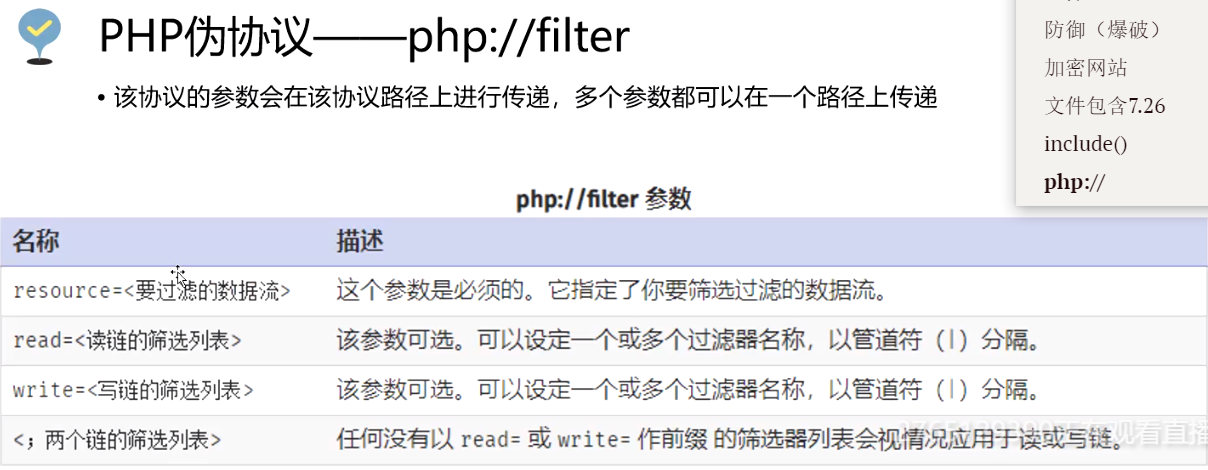 PHP伪协议——php://filter
• 该协议的参数会在该协议路径上进行传递，多个参数都可以在一个路径上传递
防御（爆破）
加密网站
文件包含7.26
include()
php://
php://filter 参数
名称 描述
resource=<要过滤的数据流> 这个参数是必须的。它指定了你要筛选过滤的数据流。
read=<读链的筛选列表> 该参数可选。可以设定一个或多个过滤器名称，以管道符（|）分隔。
write=<写链的筛选列表> 该参数可选。可以设定一个或多个过滤器名称，以管道符（|）分隔。
<；两个链的筛选列表> 任何没有以 read= 或 write= 作前缀 的筛选器列表会视情况应用于读或写链。
观看直播